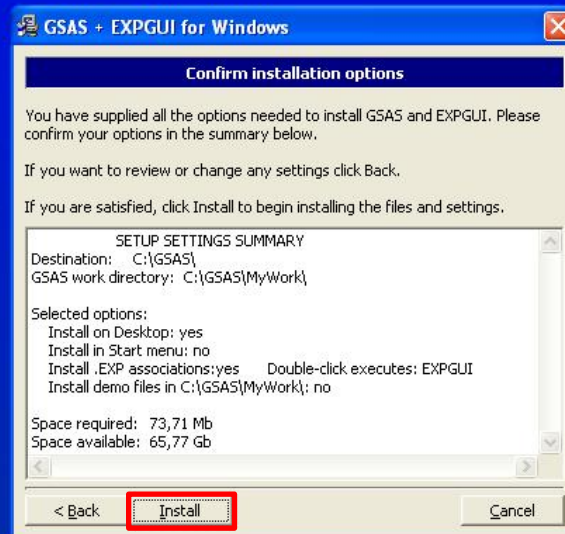 GSAS + EXPGUI for Windows
Confirm installation options
You have supplied all the options needed to install GSAS and EXPGUI. Please
confirm your options in the summary below.
If you want to review or change any settings click Back.
If you are satisfied, click Install to begin installing the files and settings.
SETUP SETTINGS SUMMARY
Destination: C:\GSAS\
GSAS work directory: C:\GSAS\MyWork\
Selected options:
Install on Desktop: yes
Install in Start menu: no
Install .EXP associations:yes Double-click executes: EXPGUI
Install demo files in C:\GSAS\MyWork\: no
Space required: 73,71 Mb
Space available: 65,77 Gb
< Back Install Cancel